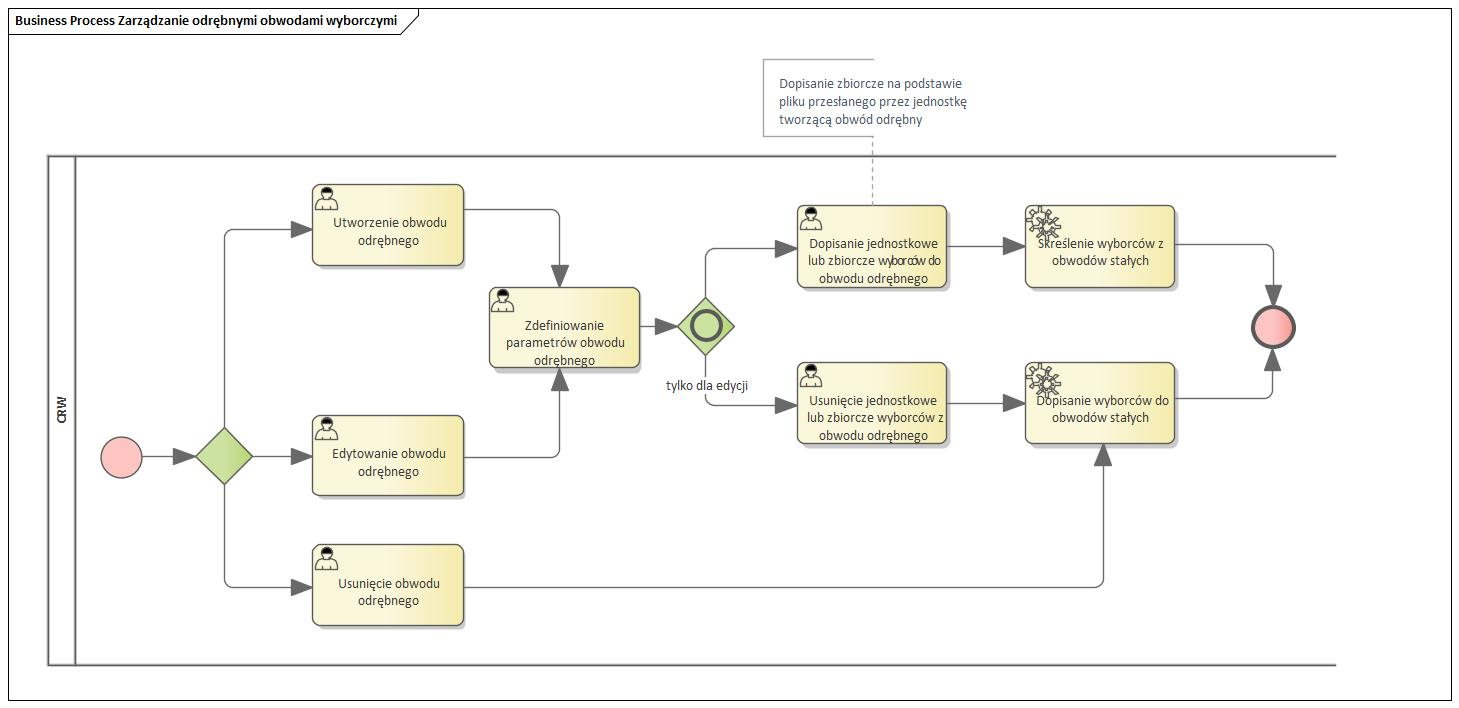 Business Process Zarządzanie odrębnymi obwodami wyborczymi
Dopisanie zbiorcze na podstawie
pliku przesłanego przez jednostkę
tworzącą obwód odrębny
CRW
Utworzenie obwodu
odrębnego
Dopisanie jednostkowe
lub zbiorcze wyborców do
obwodu odrębnego
Skreślenie wyborców z
obwodów stałych
Zdefiniowanie
parametrów obwodu
odrębnego
tylko dla edycji
Usunięcie jednostkowe
lub zbiorcze wyborców z
obwodu odrębnego
Dopisanie wyborców do
obwodów stałych
Edytowanie obwodu
odrębnego
Usunięcie obwodu
odrębnego